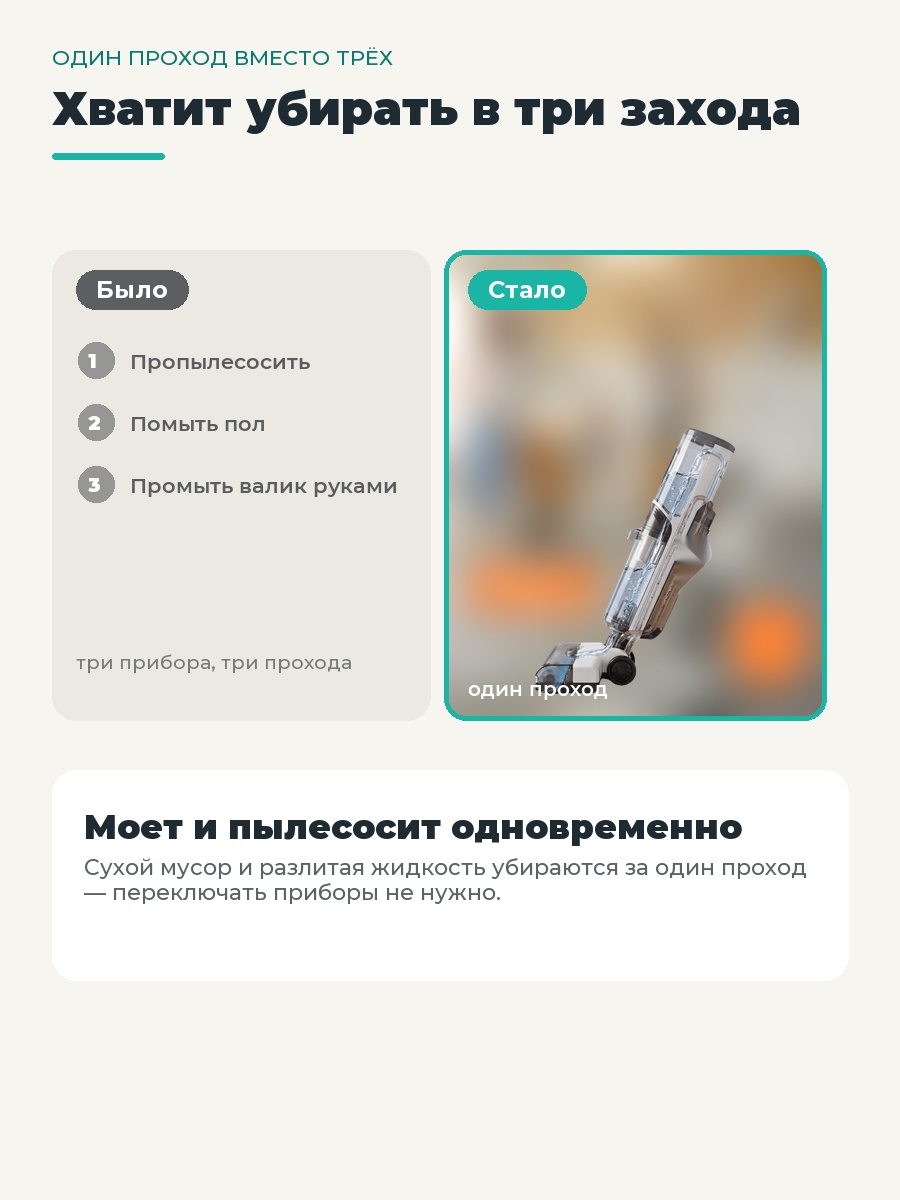 ОДИН ПРОХОД ВМЕСТО ТРЁХ
Хватит убирать в три захода
Было
1 Пропылесосить
2 Помыть пол
3 Промыть валик руками
три прибора, три прохода
Стало
один проход
Моет и пылесосит одновременно
Сухой мусор и разлитая жидкость убираются за один проход
— переключать приборы не нужно.